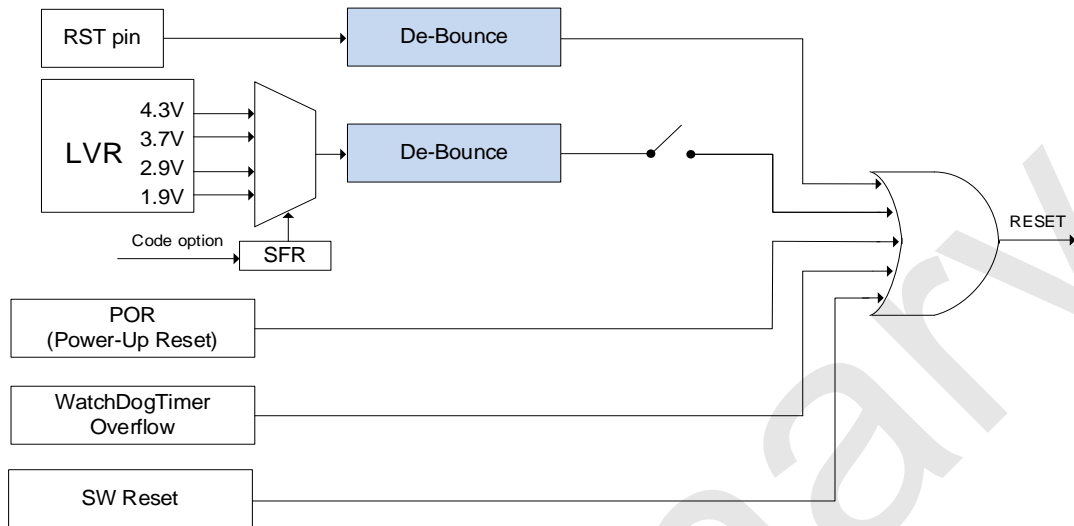 RST pin
De-Bounce
LVR
4.3V
3.7V
2.9V
1.9V
De-Bounce
Code option
SFR
RESET
POR
(Power-Up Reset)
WatchDogTimer
Overflow
SW Reset